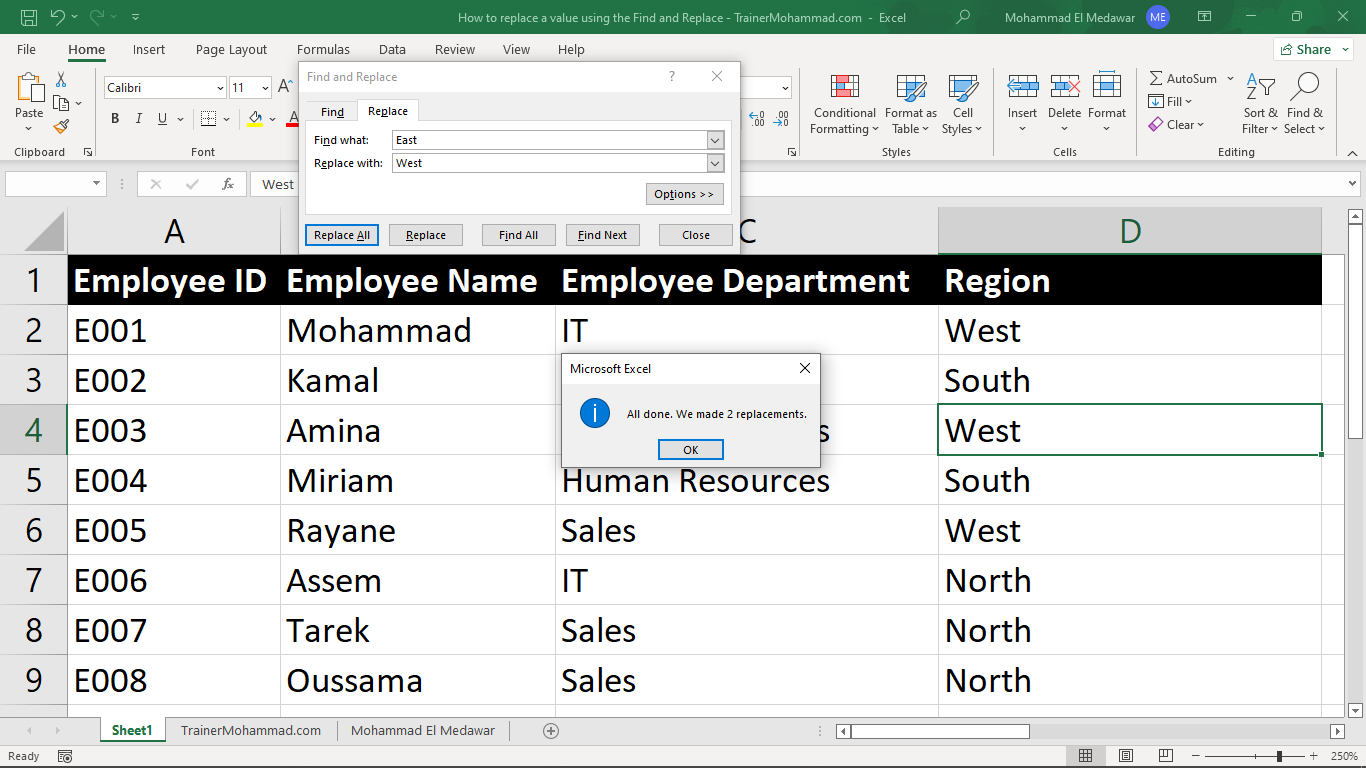 How to replace a value using the Find and Replace - TrainerMohammad.com - Excel
Mohammad El Medawar ME
File Home Insert Page Layout Formulas Data Review View Help Share
Find and Replace ? 
Find Replace
Find what: East
Replace with: West
Options >>
Replace All Replace Find All Find Next Close
Paste
Clipboard
Calibri 11 A
B I U A
Font
Conditional Formatting
Format as Table
Cell Styles
Styles
Insert Delete Format
Cells
AutoSum
Fill
Clear
Sort & Filter
Find & Select
Editing
fx West
A C D
1 Employee ID Employee Name Employee Department Region
2 E001 Mohammad IT West
3 E002 Kamal South
4 E003 Amina s West
5 E004 Miriam Human Resources South
6 E005 Rayane Sales West
7 E006 Assem IT North
8 E007 Tarek Sales North
9 E008 Oussama Sales North
Microsoft Excel
All done. We made 2 replacements.
OK
Sheet1 TrainerMohammad.com Mohammad El Medawar
Ready 250%